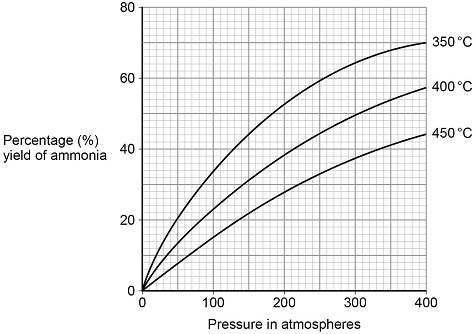 80
60
40
20
0
Percentage (%)
yield of ammonia
350 °C
400 °C
450 °C
0 100 200 300 400
Pressure in atmospheres